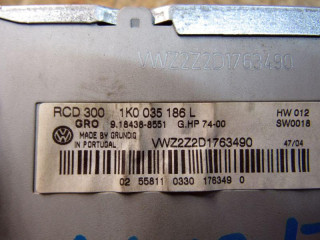 VWZ2Z2D1763490
RCD 300 1K0 035 186 L HW 012
GRO 9.18438-8551 G.HP 74-00 SW0018
MADE BY GRUNDIG
IN PORTUGAL VWZ2Z2D1763490 47/04
02 55811 0330 176349 0